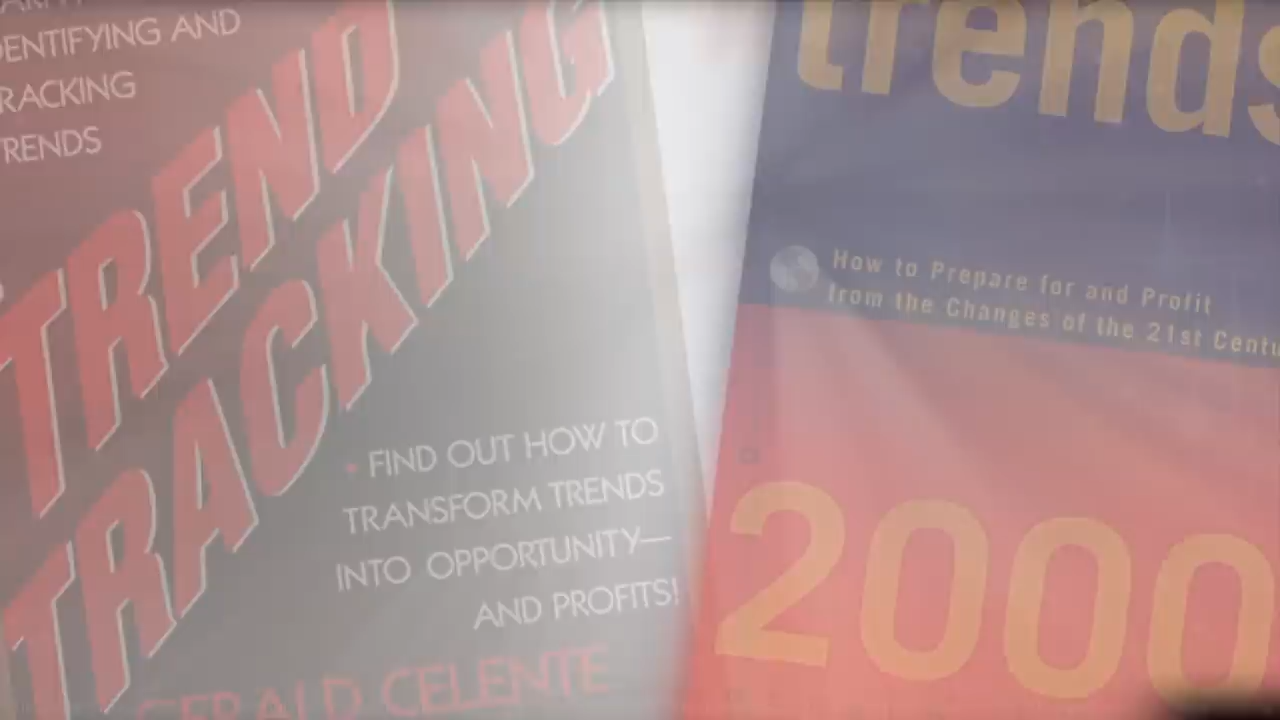 IDENTIFYING AND
TRACKING
TRENDS
TREND
TRACKING
• FIND OUT HOW TO
TRANSFORM TRENDS
INTO OPPORTUNITY—
AND PROFITS!
GERALD CELENTE
trends
How to Prepare for and Profit
from the Changes of the 21st Centu
2000